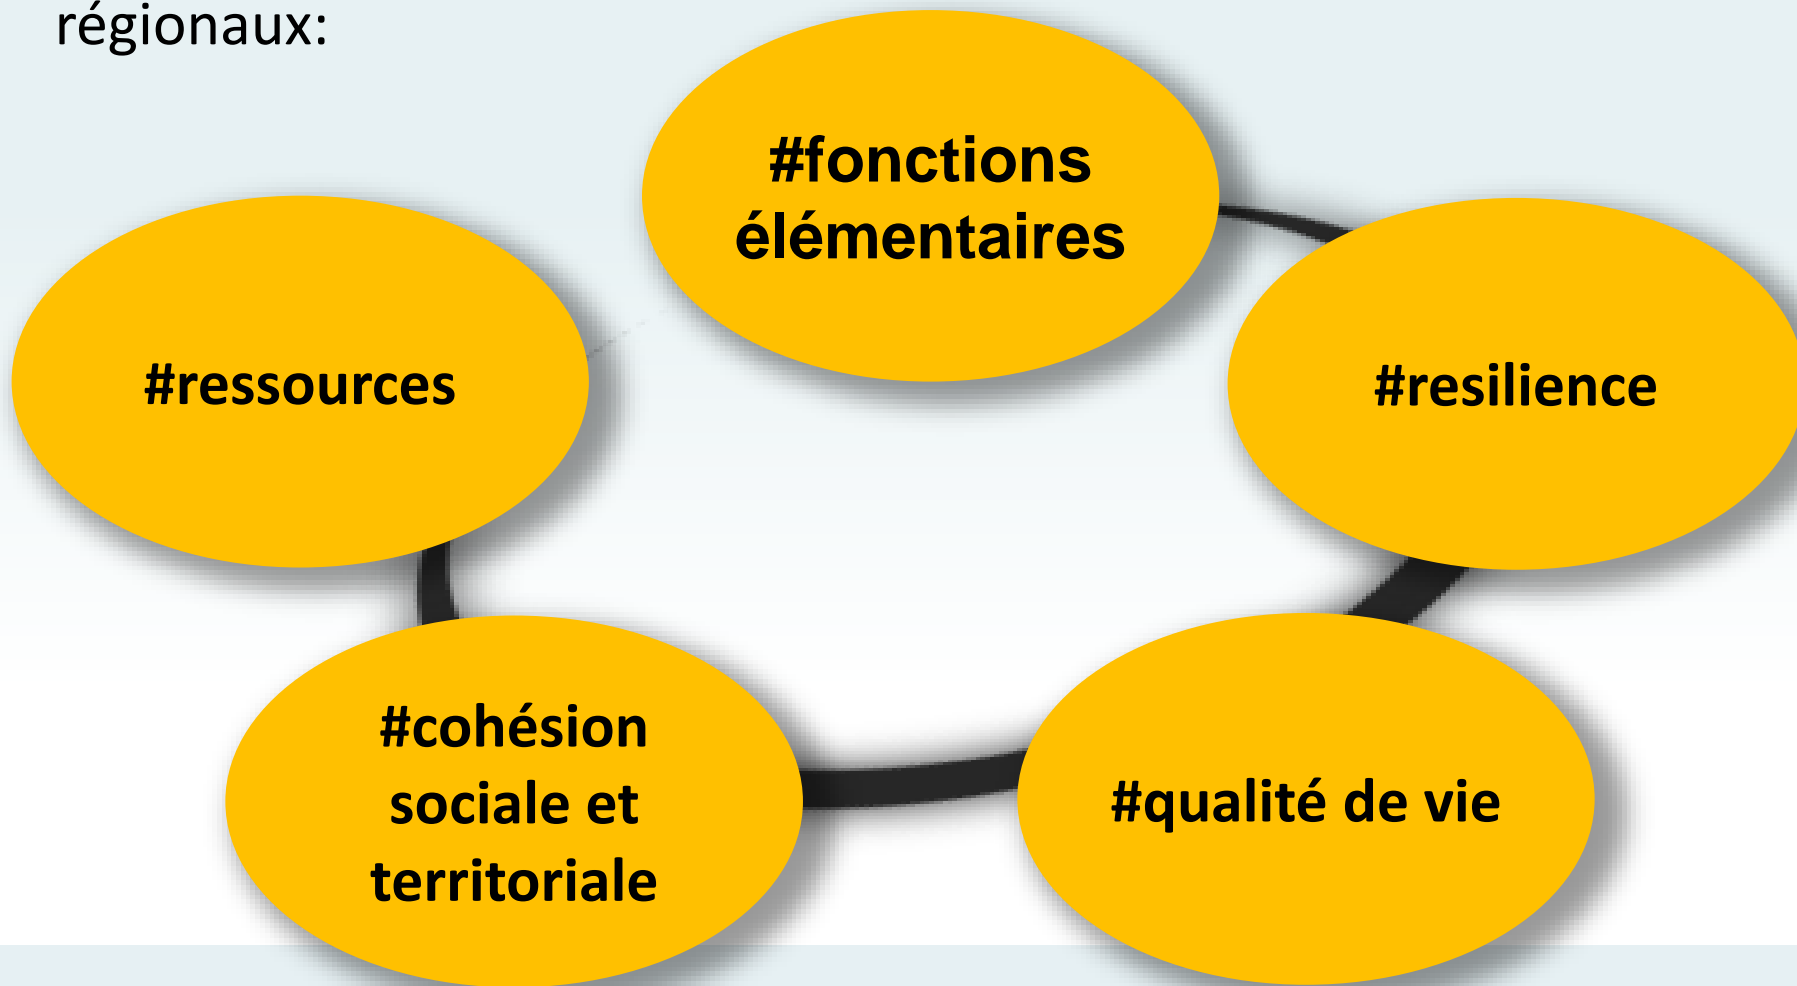 régionaux:
#fonctions
élémentaires
#ressources
#resilience
#cohésion
sociale et
territoriale
#qualité de vie